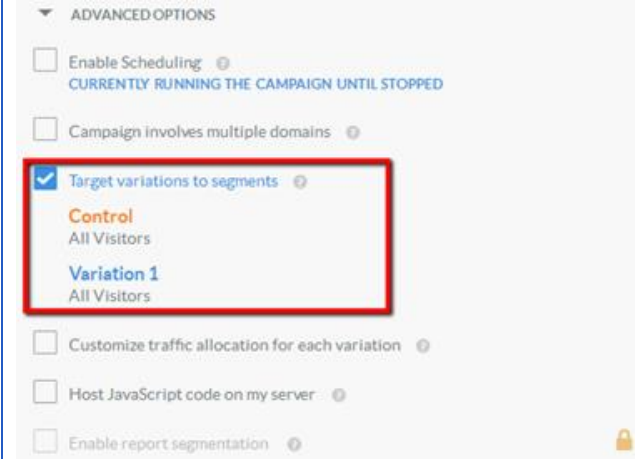 ADVANCED OPTIONS
Enable Scheduling
CURRENTLY RUNNING THE CAMPAIGN UNTIL STOPPED
Campaign involves multiple domains
Target variations to segments
Control
All Visitors
Variation 1
All Visitors
Customize traffic allocation for each variation
Host JavaScript code on my server
Enable report segmentation